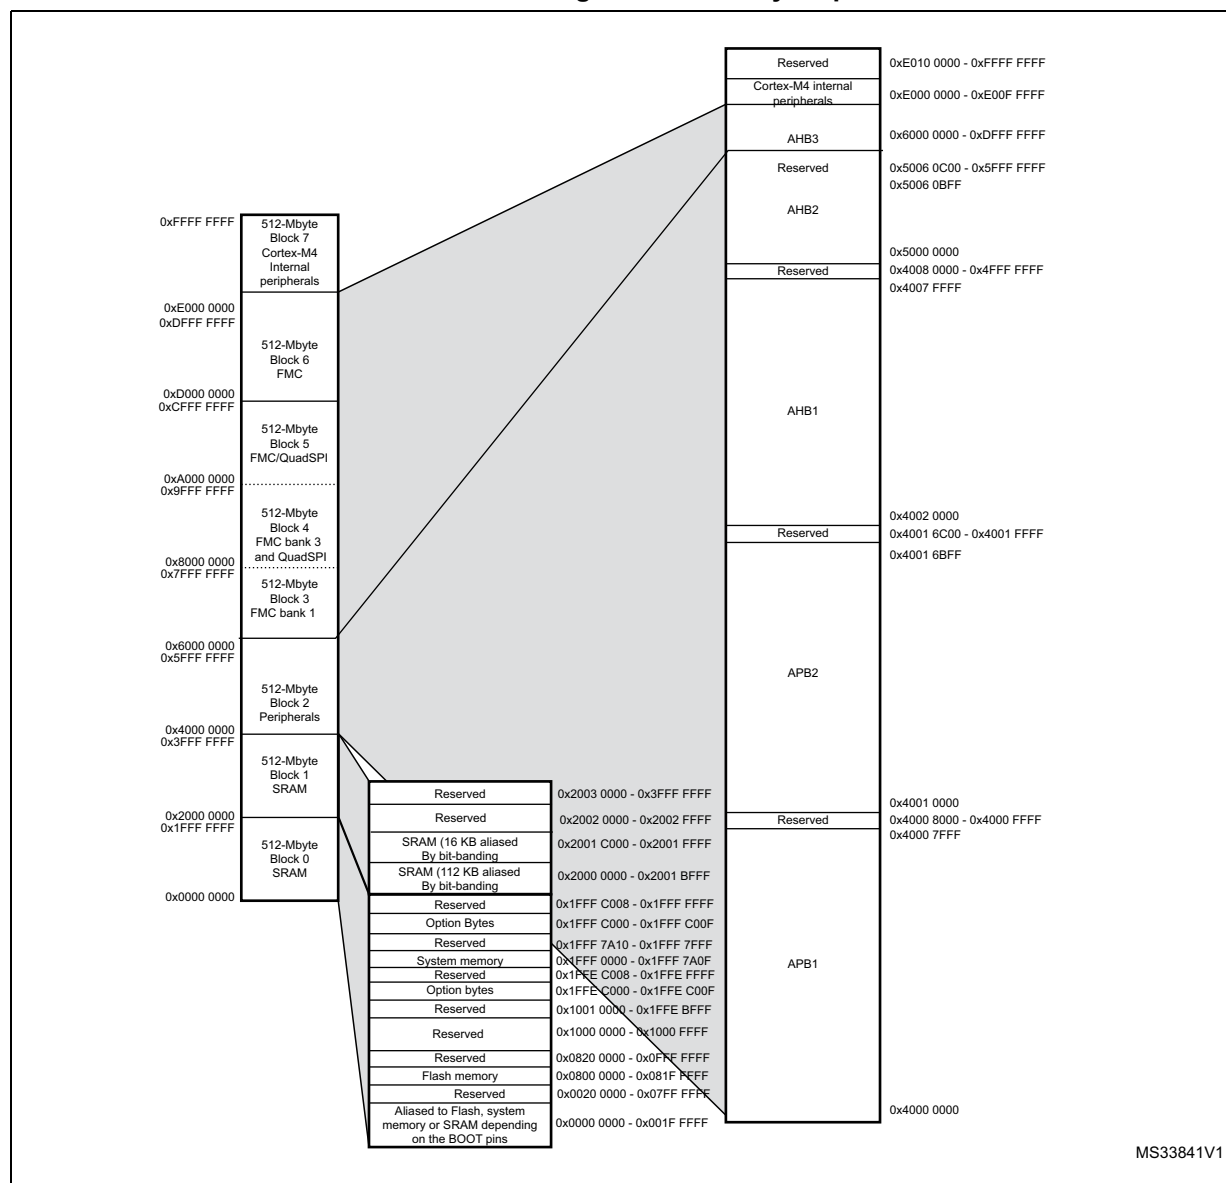 0xFFFF FFFF
512-Mbyte
Block 7
Cortex-M4
Internal
peripherals
0xE000 0000
0xDFFF FFFF
512-Mbyte
Block 6
FMC
0xD000 0000
0xCFFF FFFF
512-Mbyte
Block 5
FMC/QuadSPI
0xA000 0000
0x9FFF FFFF
512-Mbyte
Block 4
FMC bank 3
and QuadSPI
0x8000 0000
0x7FFF FFFF
512-Mbyte
Block 3
FMC bank 1
0x6000 0000
0x5FFF FFFF
512-Mbyte
Block 2
Peripherals
0x4000 0000
0x3FFF FFFF
512-Mbyte
Block 1
SRAM
0x2000 0000
0x1FFF FFFF
512-Mbyte
Block 0
SRAM
0x0000 0000
Reserved 0x2003 0000 - 0x3FFF FFFF
Reserved 0x2002 0000 - 0x2002 FFFF
SRAM (16 KB aliased
By bit-banding
0x2001 C000 - 0x2001 FFFF
SRAM (112 KB aliased
By bit-banding
0x2000 0000 - 0x2001 BFFF
Reserved 0x1FFF C008 - 0x1FFF FFFF
Option Bytes 0x1FFF C000 - 0x1FFF C00F
Reserved 0x1FFF 7A10 - 0x1FFF 7FFF
System memory 0x1FFF 0000 - 0x1FFF 7A0F
Reserved 0x1FFE C008 - 0x1FFE FFFF
Option bytes 0x1FFE C000 - 0x1FFE C00F
Reserved 0x1001 0000 - 0x1FFE BFFF
Reserved 0x1000 0000 - 0x1000 FFFF
Reserved 0x0820 0000 - 0x0FFF FFFF
Flash memory 0x0800 0000 - 0x081F FFFF
Reserved 0x0020 0000 - 0x07FF FFFF
Aliased to Flash, system
memory or SRAM depending
on the BOOT pins
0x0000 0000 - 0x001F FFFF
Reserved 0xE010 0000 - 0xFFFF FFFF
Cortex-M4 internal
peripherals
0xE000 0000 - 0xE00F FFFF
AHB3 0x6000 0000 - 0xDFFF FFFF
Reserved 0x5006 0C00 - 0x5FFF FFFF
0x5006 0BFF
AHB2
0x5000 0000
Reserved 0x4008 0000 - 0x4FFF FFFF
0x4007 FFFF
AHB1
0x4002 0000
Reserved 0x4001 6C00 - 0x4001 FFFF
0x4001 6BFF
APB2
0x4001 0000
Reserved 0x4000 8000 - 0x4000 FFFF
0x4000 7FFF
APB1
0x4000 0000
MS33841V1